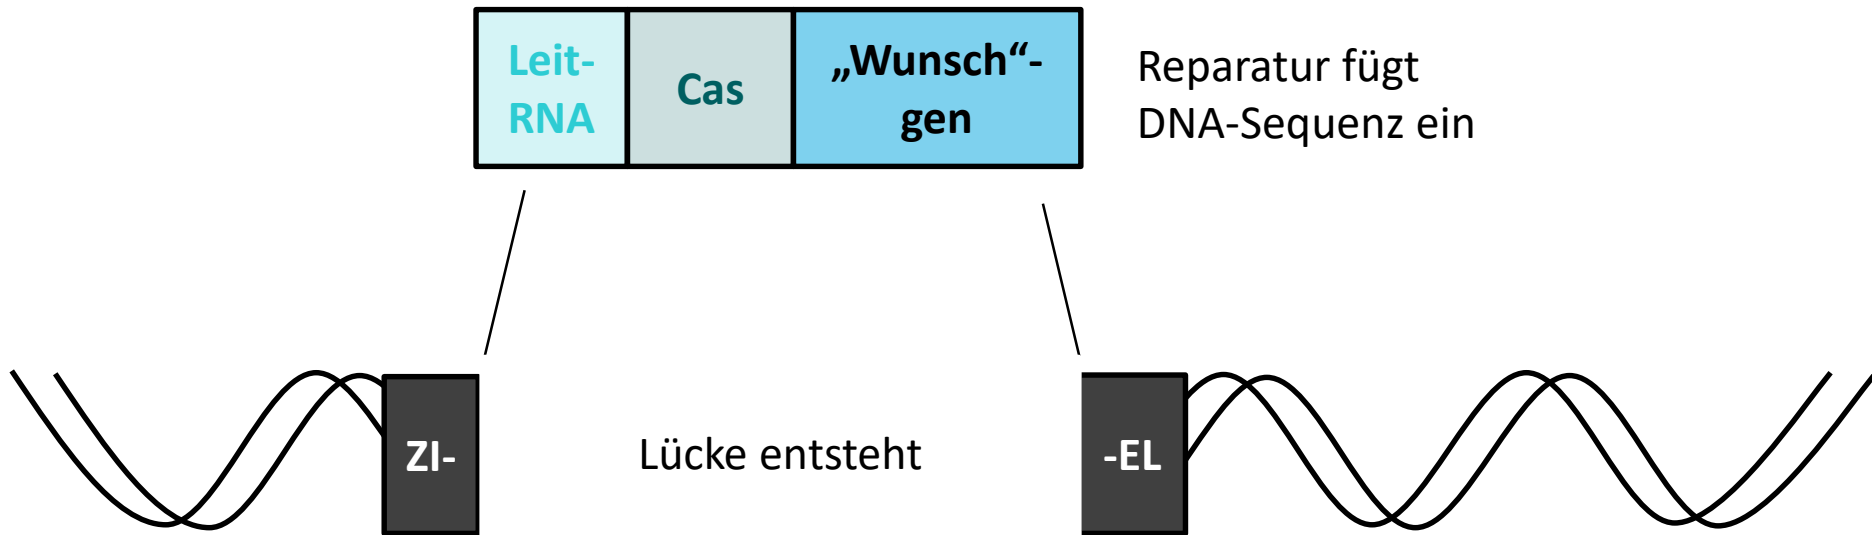 Leit-
RNA
Cas
„Wunsch“-
gen
Reparatur fügt
DNA-Sequenz ein
ZI-
Lücke entsteht
-EL